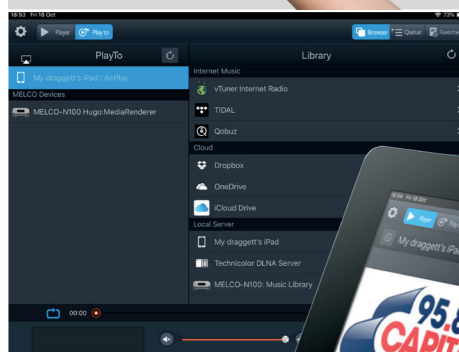 18:53 Fri 18 Oct
73%
Player
Play to
Browser
Queue
Favorite
PlayTo
Library
My draggett's iPad / AirPlay
MELCO Devices
MELCO-N100 Hugo:MediaRenderer
Internet Music
vTuner Internet Radio
TIDAL
Qobuz
Cloud
Dropbox
OneDrive
iCloud Drive
Local Server
My draggett's iPad
Technicolor DLNA Server
MELCO-N100: Music Library
00:00
18:54 Fri 18 Oct
Player
Play
My draggett's iPa
95.8
CAPIT